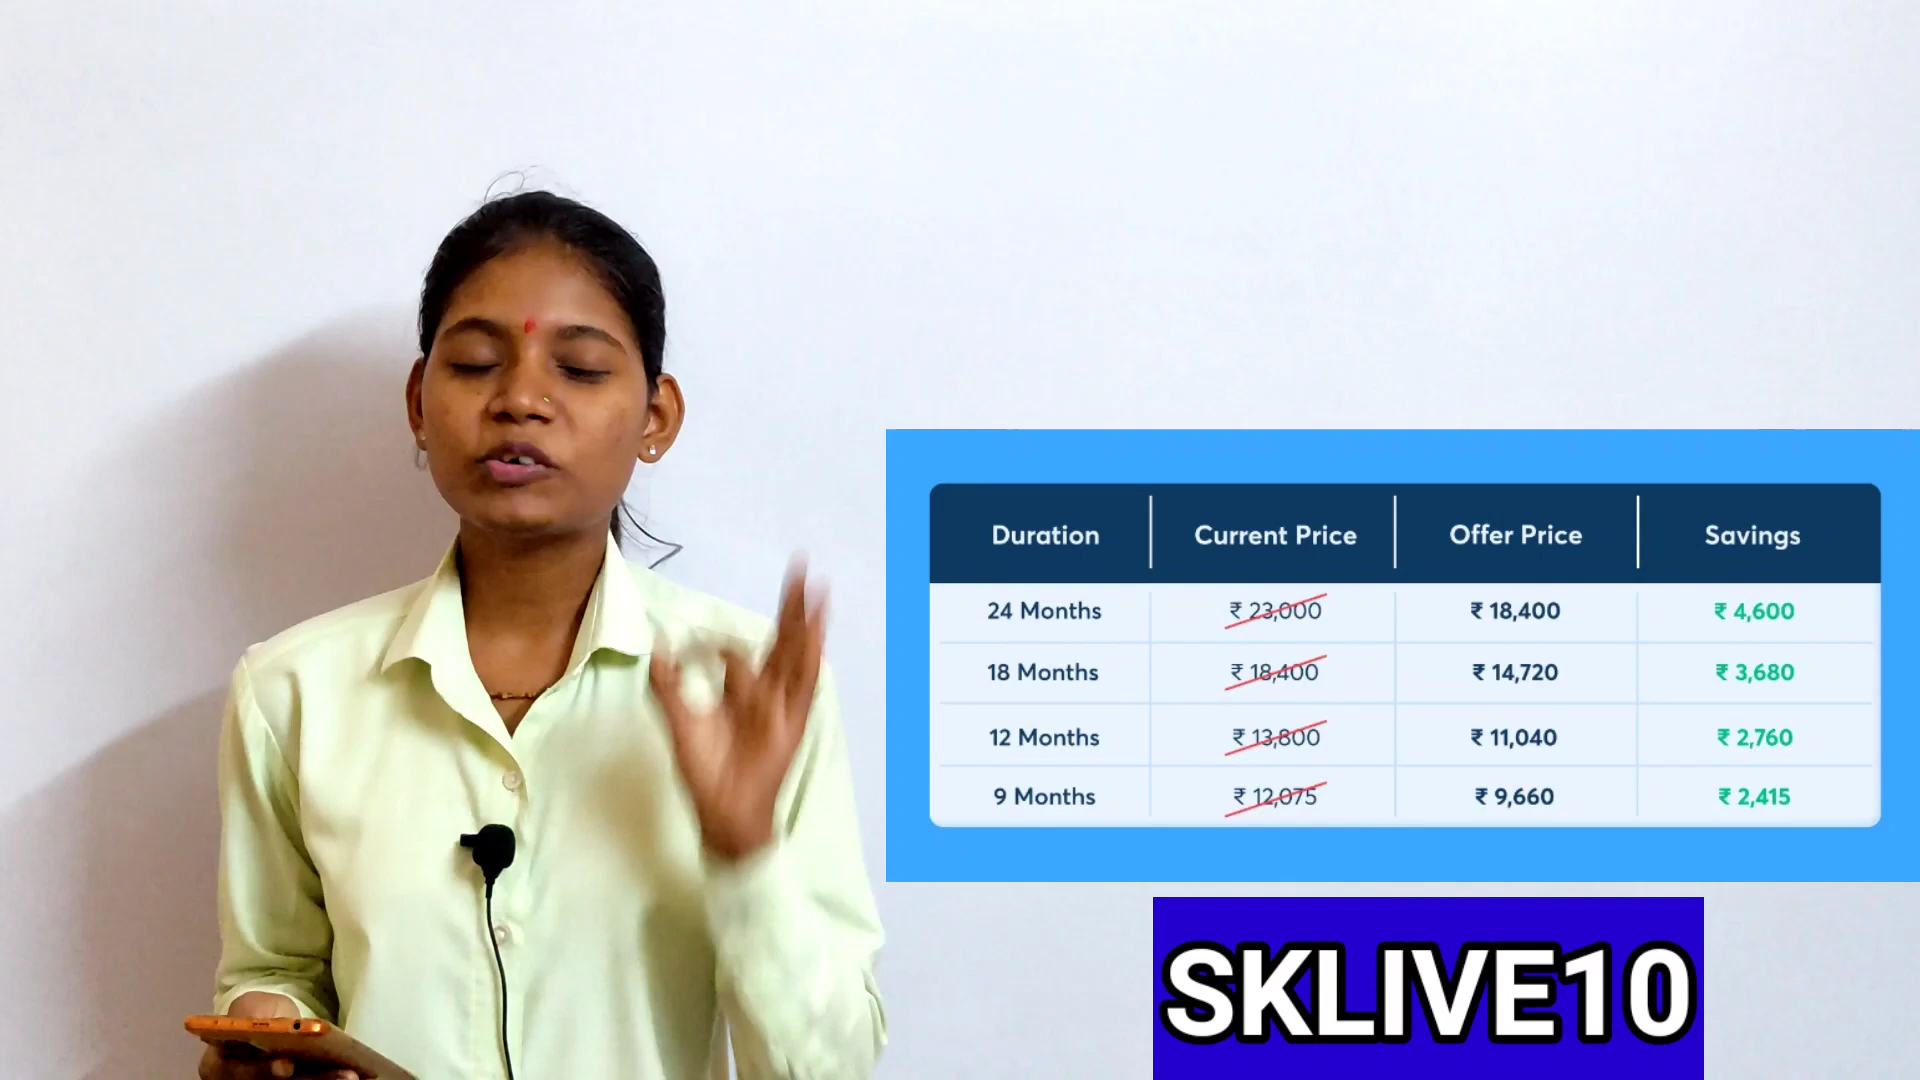 Duration Current Price Offer Price Savings
24 Months ₹ 23,000 ₹ 18,400 ₹ 4,600
18 Months ₹ 18,400 ₹ 14,720 ₹ 3,680
12 Months ₹ 13,800 ₹ 11,040 ₹ 2,760
9 Months ₹ 12,075 ₹ 9,660 ₹ 2,415
SKLIVE10